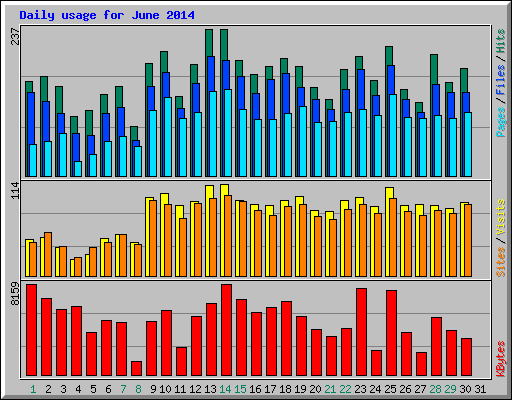 Daily usage for June 2014
237
Pages / Files / Hits
114
Sites / Visits
8159
KBytes
1 2 3 4 5 6 7 8 9 10 11 12 13 14 15 16 17 18 19 20 21 22 23 24 25 26 27 28 29 30 31